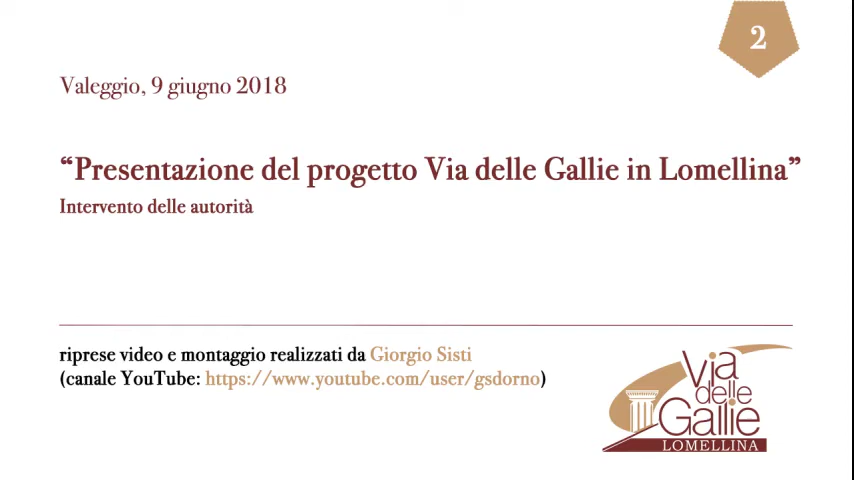 2
Valeggio, 9 giugno 2018
“Presentazione del progetto Via delle Gallie in Lomellina”
Intervento delle autorità
riprese video e montaggio realizzati da Giorgio Sisti
(canale YouTube: https://www.youtube.com/user/gsdorno)
Via
delle
Gallie
LOMELLINA